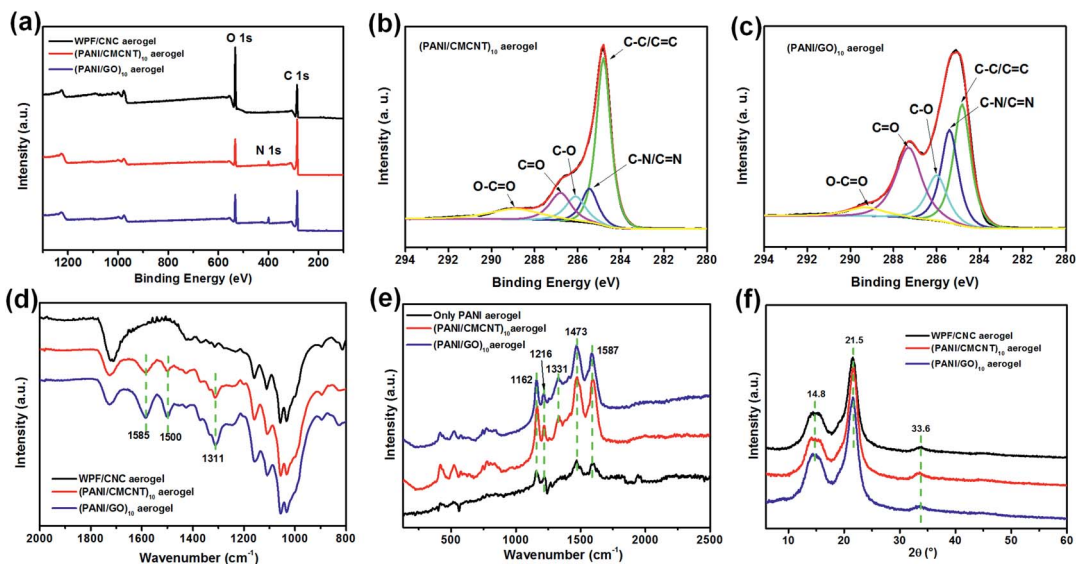 (a)
WPF/CNC aerogel
(PANI/CMCNT)10 aerogel
(PANI/GO)10 aerogel
O 1s
C 1s
N 1s
Intensity (a.u.)
1300 1000 800 600 400 200
Binding Energy (eV)
(b)
(PANI/CMCNT)10 aerogel
C-C/C=C
C-N/C=N
C-O
C=O
O-C=O
Intensity (a. u.)
294 292 290 288 286 284 282 280
Binding Energy (eV)
(c)
(PANI/GO)10 aerogel
C-C/C=C
C-N/C=N
C-O
C=O
O-C=O
Intensity (a. u.)
294 292 290 288 286 284 282 280
Binding Energy (eV)
(d)
1585
1500
1311
WPF/CNC aerogel
(PANI/CMCNT)10 aerogel
(PANI/GO)10 aerogel
Intensity (a.u.)
2000 1800 1600 1400 1200 1000 800
Wavenumber (cm-1)
(e)
Only PANI aerogel
(PANI/CMCNT)10 aerogel
(PANI/GO)10 aerogel
1162
1216
1331
1473
1587
Intensity (a.u.)
500 1000 1500 2000 2500
Wavenumber (cm-1)
(f)
21.5
14.8
33.6
WPF/CNC aerogel
(PANI/CMCNT)10 aerogel
(PANI/GO)10 aerogel
Intensity (a.u.)
10 20 30 40 50 60
2θ (°)